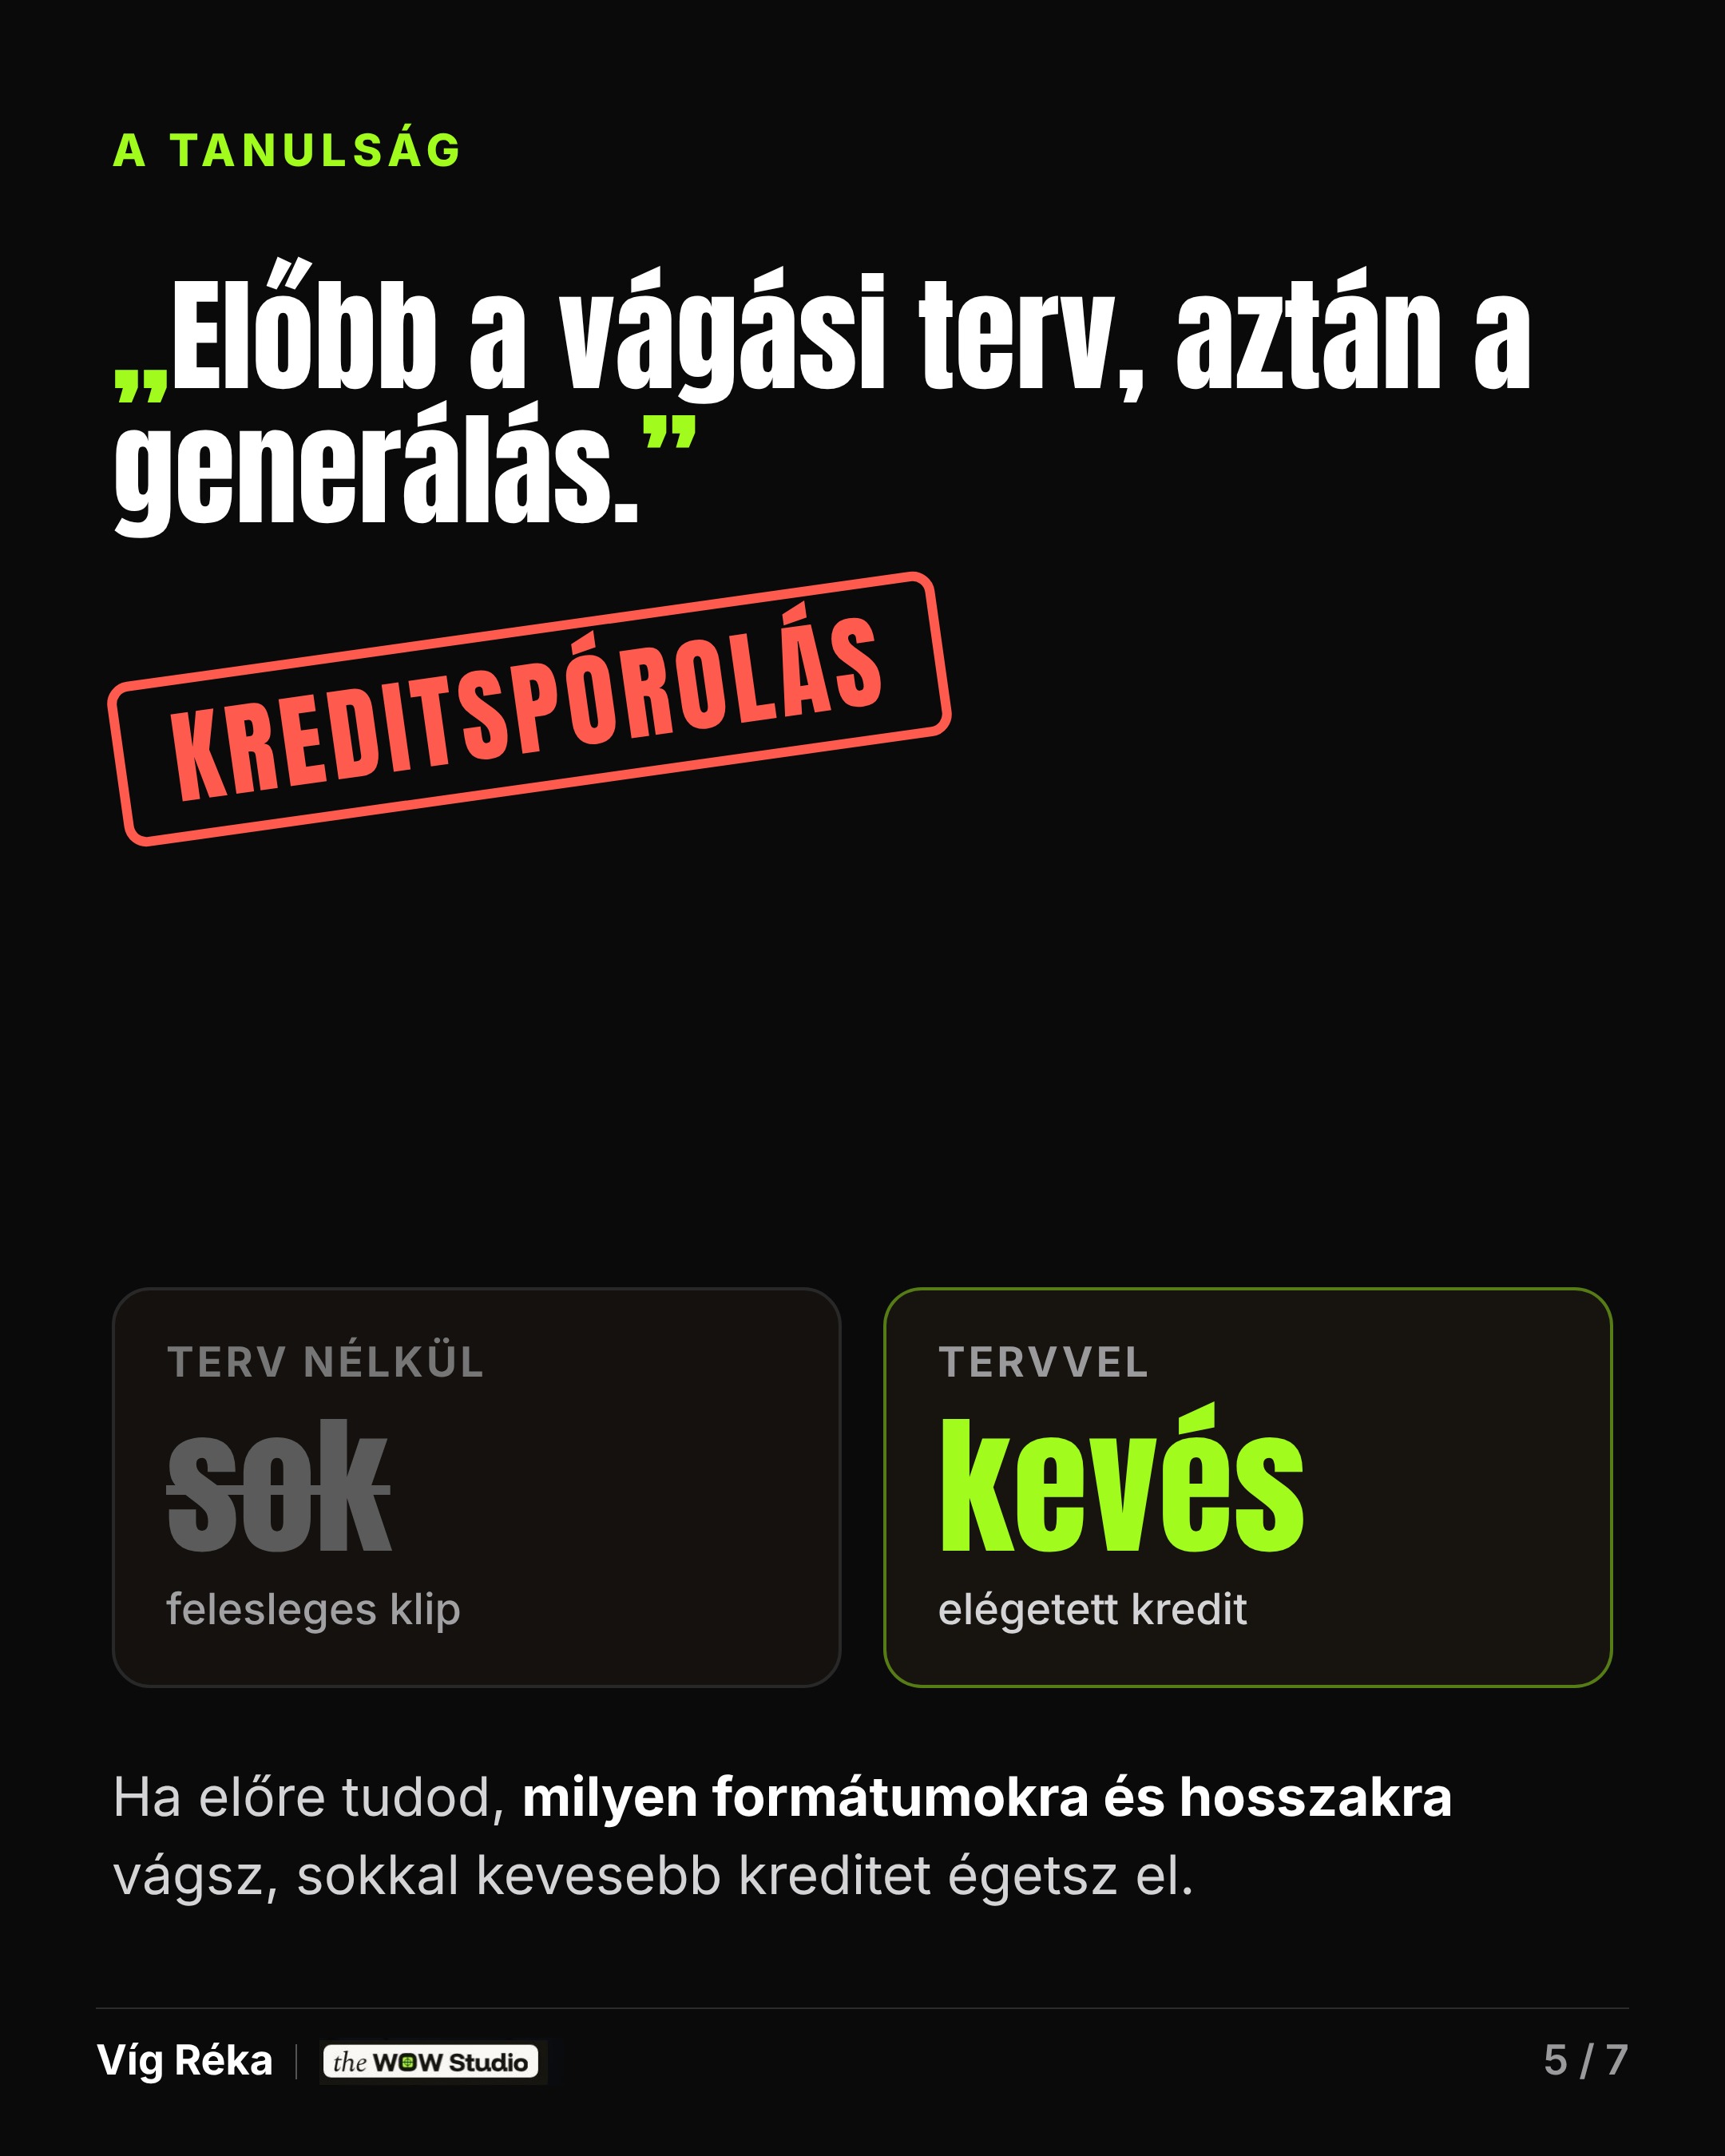 A TANULSÁG
„Előbb a vágási terv, aztán a
generálás.”
KREDITSPÓROLÁS
TERV NÉLKÜL
sok
felesleges klip
TERVVEL
kevés
elégetett kredit
Ha előre tudod, milyen formátumokra és hosszakra
vágsz, sokkal kevesebb kreditet égetsz el.
Víg Réka
the WOW Studio
5 / 7